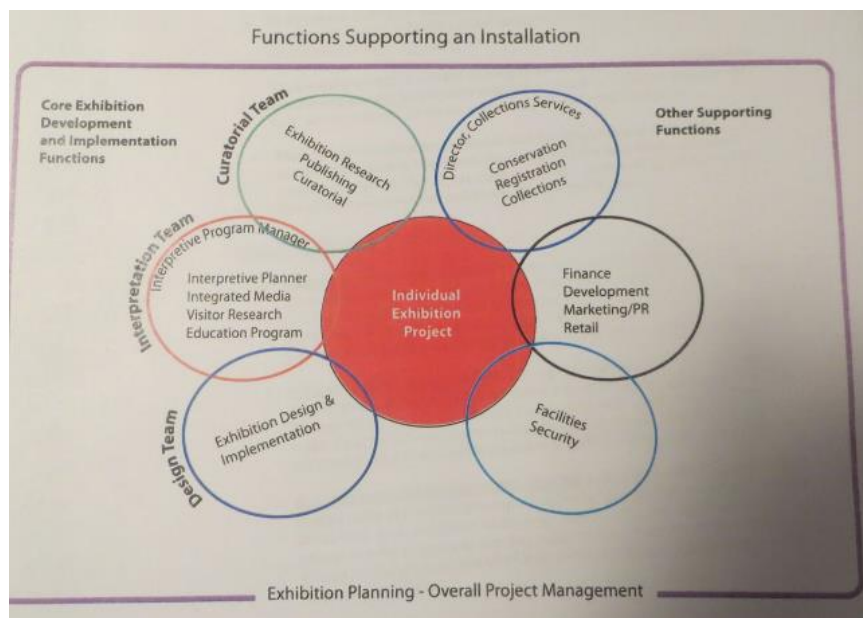 Functions Supporting an Installation
Core Exhibition
Development
and Implementation
Functions
Curatorial Team
Exhibition Research
Publishing
Curatorial
Director, Collections Services
Conservation
Registration
Collections
Other Supporting
Functions
Interpretation Team
Interpretive Program Manager
Interpretive Planner
Integrated Media
Visitor Research
Education Program
Individual
Exhibition
Project
Finance
Development
Marketing/PR
Retail
Design Team
Exhibition Design &
Implementation
Facilities
Security
Exhibition Planning - Overall Project Management